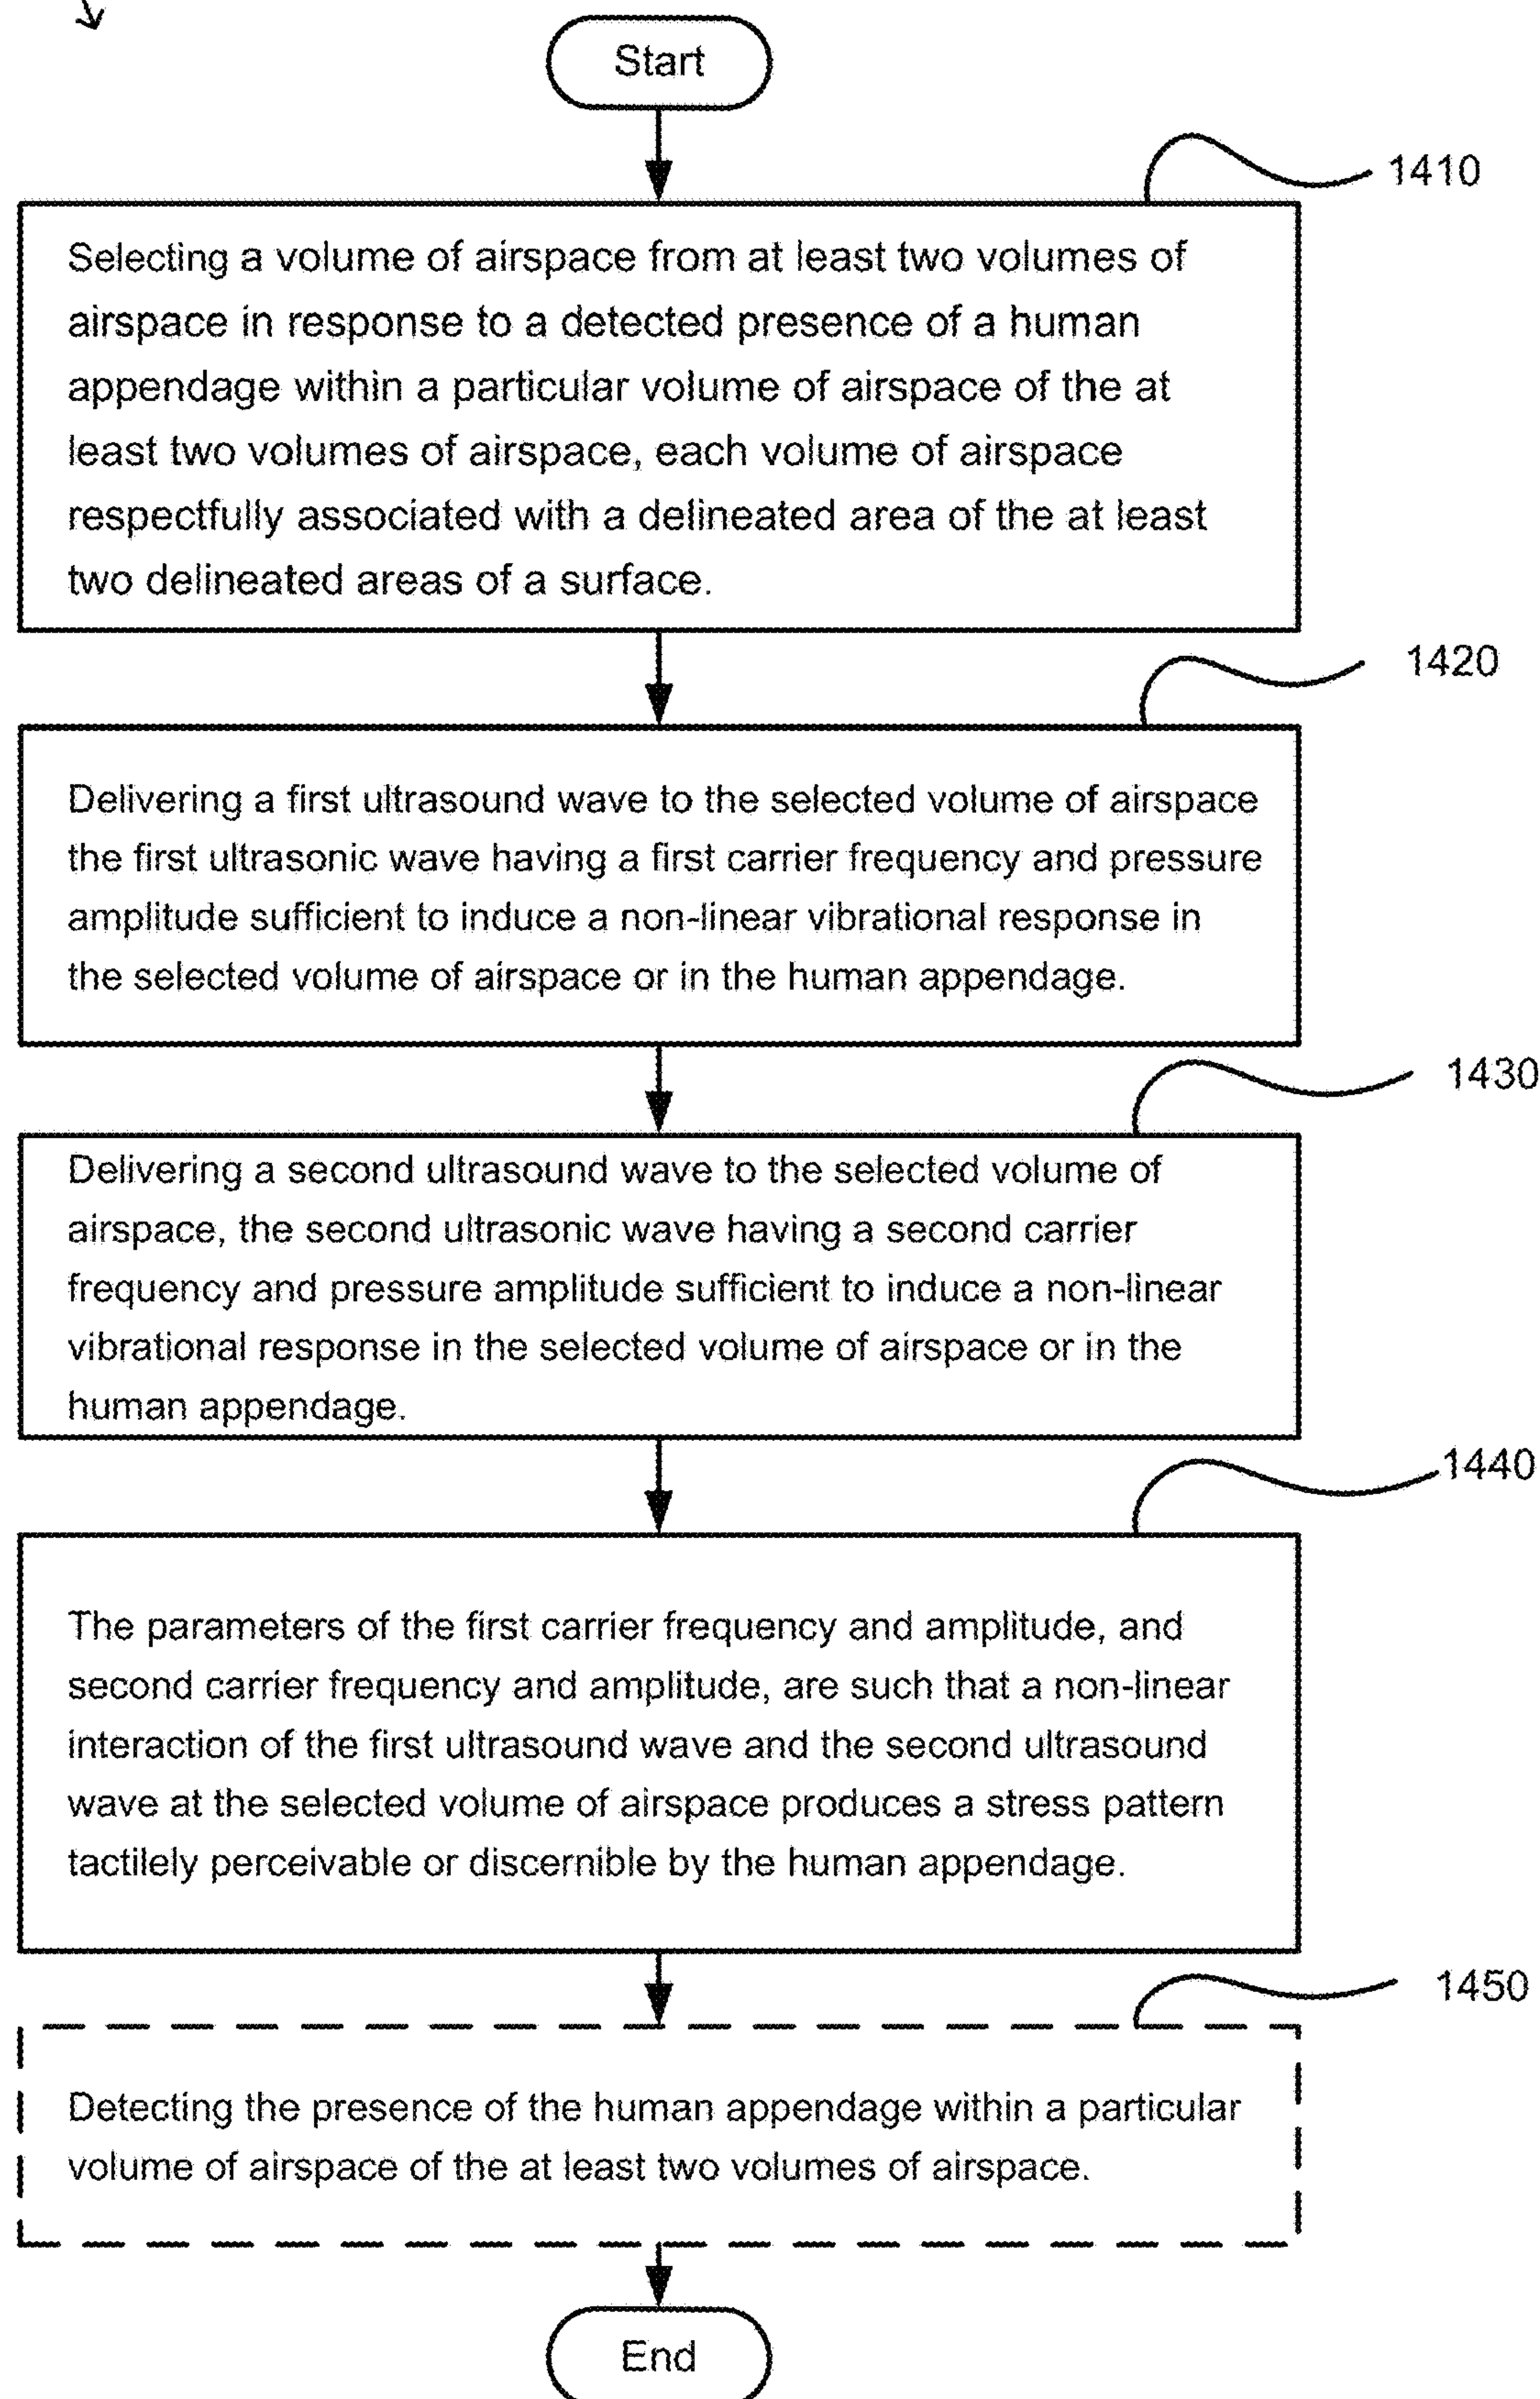 Start
1410
Selecting a volume of airspace from at least two volumes of
airspace in response to a detected presence of a human
appendage within a particular volume of airspace of the at
least two volumes of airspace, each volume of airspace
respectfully associated with a delineated area of the at least
two delineated areas of a surface.
1420
Delivering a first ultrasound wave to the selected volume of airspace
the first ultrasonic wave having a first carrier frequency and pressure
amplitude sufficient to induce a non-linear vibrational response in
the selected volume of airspace or in the human appendage.
1430
Delivering a second ultrasound wave to the selected volume of
airspace, the second ultrasonic wave having a second carrier
frequency and pressure amplitude sufficient to induce a non-linear
vibrational response in the selected volume of airspace or in the
human appendage.
1440
The parameters of the first carrier frequency and amplitude, and
second carrier frequency and amplitude, are such that a non-linear
interaction of the first ultrasound wave and the second ultrasound
wave at the selected volume of airspace produces a stress pattern
tactilely perceivable or discernible by the human appendage.
1450
Detecting the presence of the human appendage within a particular
volume of airspace of the at least two volumes of airspace.
End